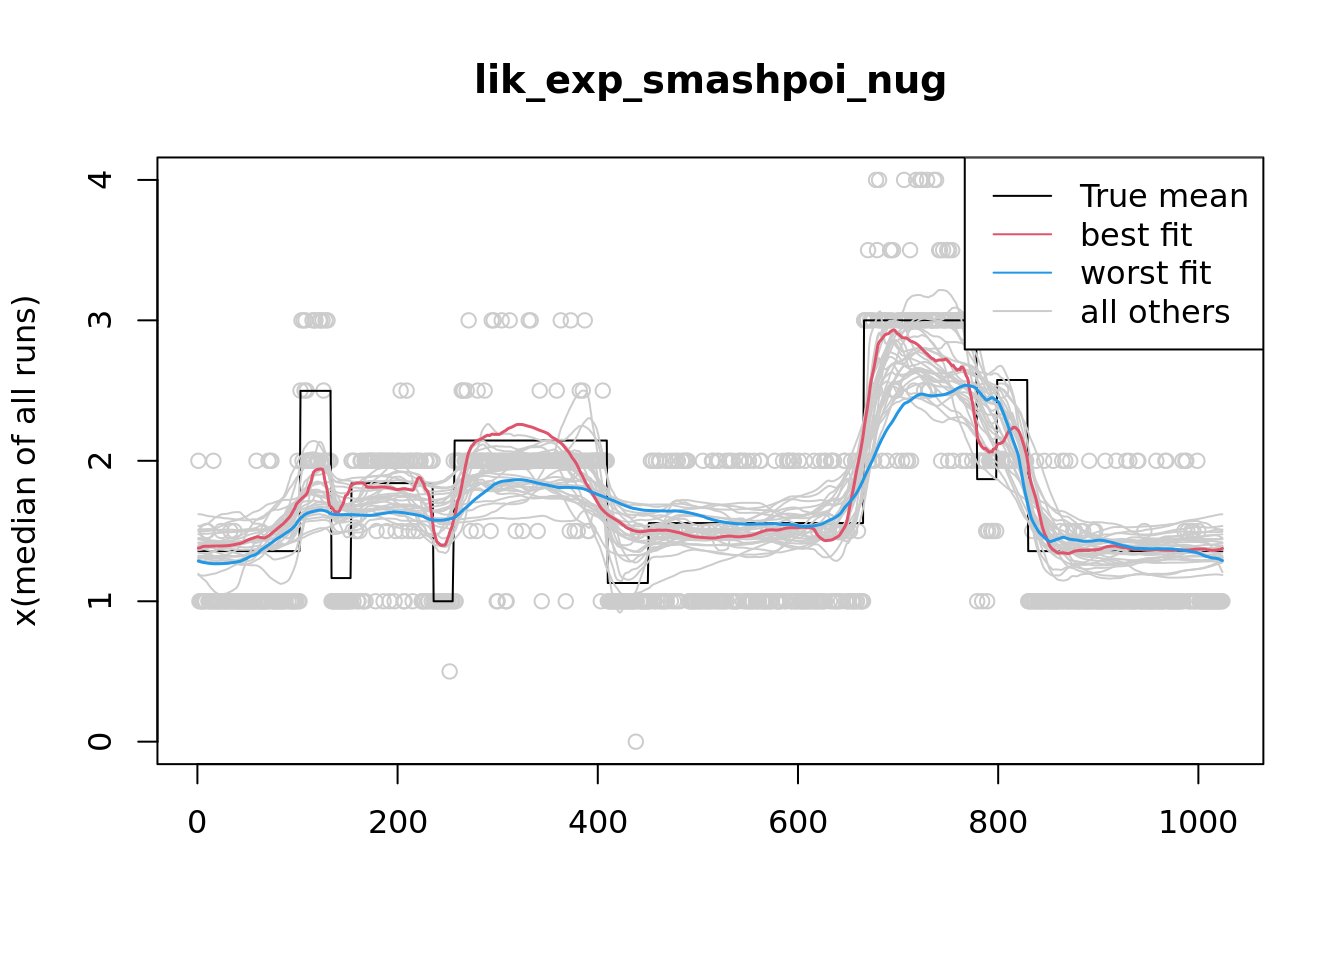 lik_exp_smashpoi_nug
x(median of all runs)
4
3
2
1
0
True mean
best fit
worst fit
all others
0 200 400 600 800 1000